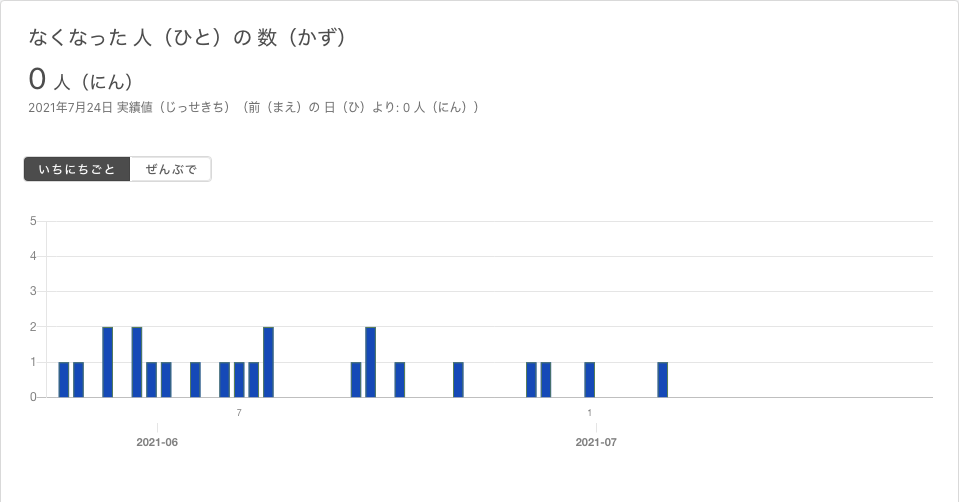 なくなった 人（ひと）の 数（かず）
0 人（にん）
2021年7月24日 実績値（じっせきち）（前（まえ）の 日（ひ）より: 0 人（にん））
いちにちごと ぜんぶで
5
4
3
2
1
0
7 1
2021-06 2021-07